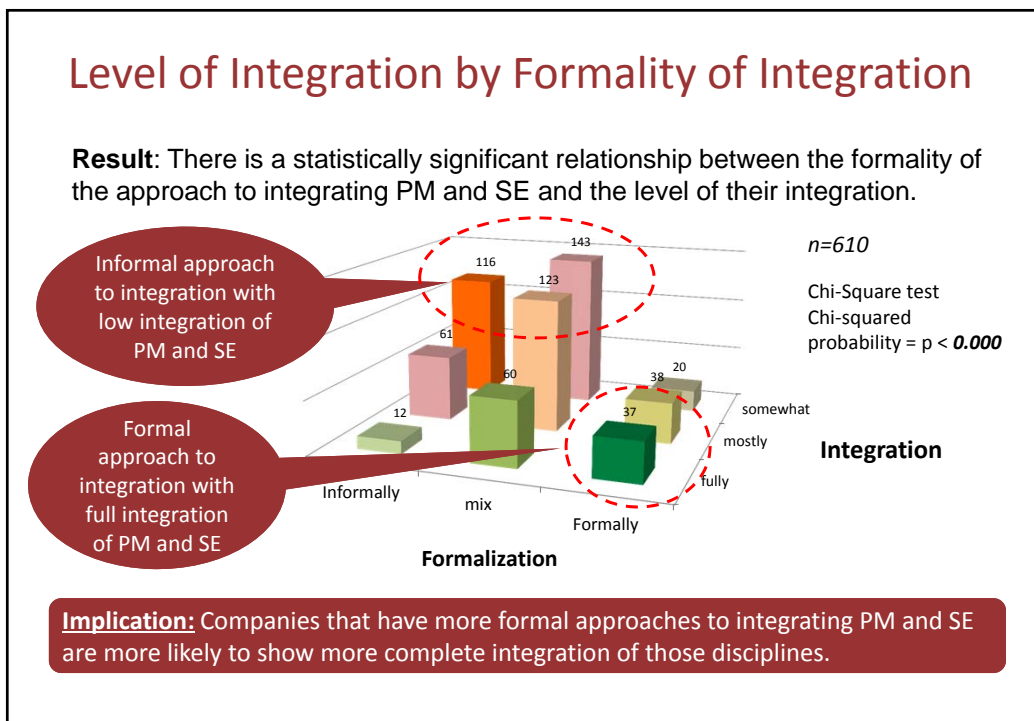 Level of Integration by Formality of Integration
Result: There is a statistically significant relationship between the formality of
the approach to integrating PM and SE and the level of their integration.
Informal approach
to integration with
low integration of
PM and SE
Formal
approach to
integration with
full integration
of PM and SE
143
116
123
61
60
12
20
38
37
somewhat
mostly
fully
Integration
Informally
mix
Formally
Formalization
n=610
Chi-Square test
Chi-squared
probability = p < 0.000
Implication: Companies that have more formal approaches to integrating PM and SE
are more likely to show more complete integration of those disciplines.